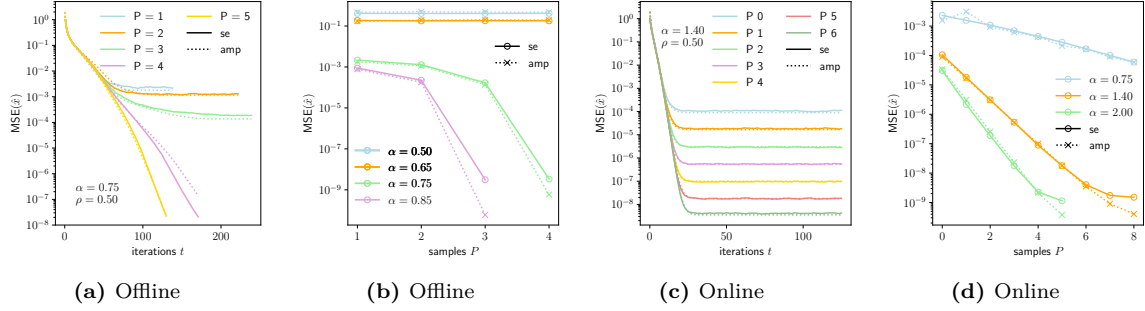 MSE(x̂)
10⁰
10⁻¹
10⁻²
10⁻³
10⁻⁴
10⁻⁵
10⁻⁶
10⁻⁷
10⁻⁸
P = 1
P = 2
P = 3
P = 4
P = 5
se
amp
α = 0.75
ρ = 0.50
0 100 200
iterations t
(a) Offline
MSE(x̂)
10⁻¹
10⁻³
10⁻⁵
10⁻⁷
10⁻⁹
se
amp
α = 0.50
α = 0.65
α = 0.75
α = 0.85
1 2 3 4
samples P
(b) Offline
MSE(x̂)
10⁰
10⁻¹
10⁻²
10⁻³
10⁻⁴
10⁻⁵
10⁻⁶
10⁻⁷
10⁻⁸
α = 1.40
ρ = 0.50
P 0
P 1
P 2
P 3
P 4
P 5
P 6
se
amp
0 50 100
iterations t
(c) Online
MSE(x̂)
10⁻³
10⁻⁴
10⁻⁵
10⁻⁶
10⁻⁷
10⁻⁸
10⁻⁹
α = 0.75
α = 1.40
α = 2.00
se
amp
0 2 4 6 8
samples P
(d) Online